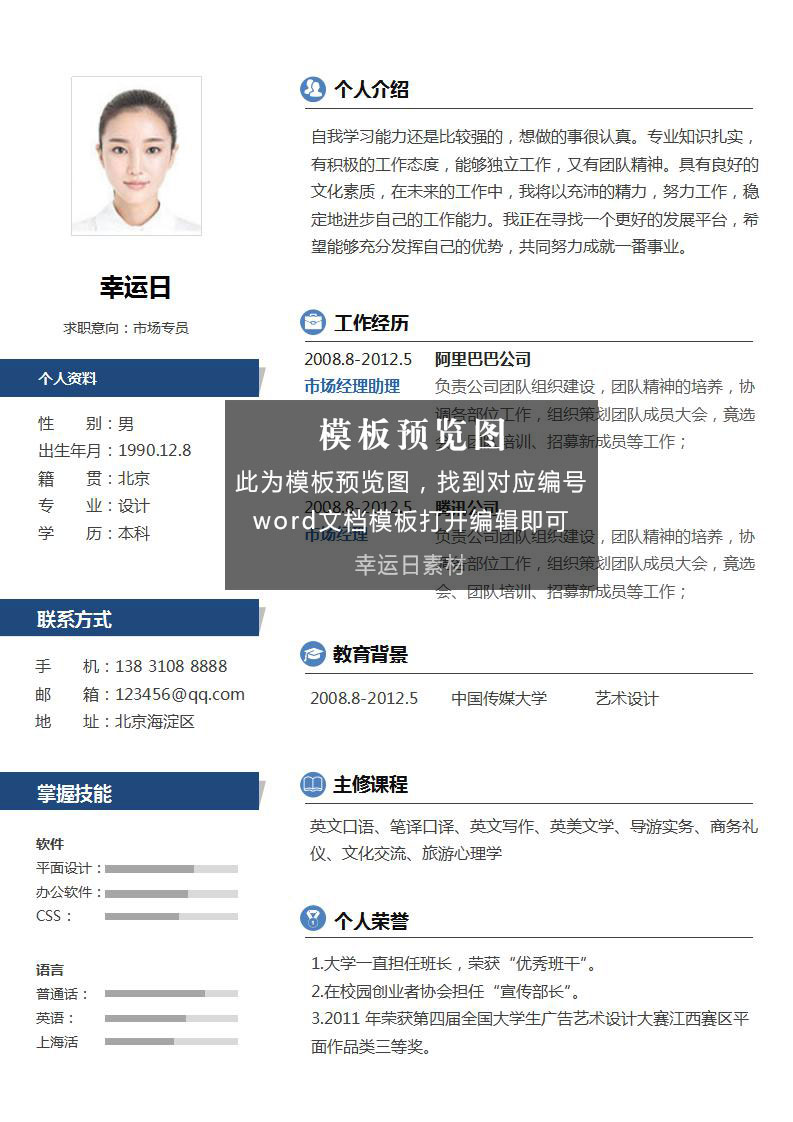 幸运日
求职意向：市场专员
个人资料
性 别：男
出生年月：1990.12.8
籍 贯：北京
专 业：设计
学 历：本科
联系方式
手 机：138 3108 8888
邮 箱：123456@qq.com
地 址：北京海淀区
掌握技能
软件
平面设计：
办公软件：
CSS：
语言
普通话：
英语：
上海活
个人介绍
自我学习能力还是比较强的，想做的事很认真。专业知识扎实，
有积极的工作态度，能够独立工作，又有团队精神。具有良好的
文化素质，在未来的工作中，我将以充沛的精力，努力工作，稳
定地进步自己的工作能力。我正在寻找一个更好的发展平台，希
望能够充分发挥自己的优势，共同努力成就一番事业。
工作经历
2008.8-2012.5 阿里巴巴公司
市场经理助理 负责公司团队组织建设，团队精神的培养，协
调各部位工作，组织策划团队成员大会，竟选
会、团队培训、招募新成员等工作；
2008.8-2012.5 腾讯公司
市场经理 负责公司团队组织建设，团队精神的培养，协
调各部位工作，组织策划团队成员大会，竟选
会、团队培训、招募新成员等工作；
模板预览图
此为模板预览图，找到对应编号
word文档模板打开编辑即可
幸运日素材
教育背景
2008.8-2012.5 中国传媒大学 艺术设计
主修课程
英文口语、笔译口译、英文写作、英美文学、导游实务、商务礼
仪、文化交流、旅游心理学
个人荣誉
1.大学一直担任班长，荣获“优秀班干”。
2.在校园创业者协会担任“宣传部长”。
3.2011 年荣获第四届全国大学生广告艺术设计大赛江西赛区平
面作品类三等奖。